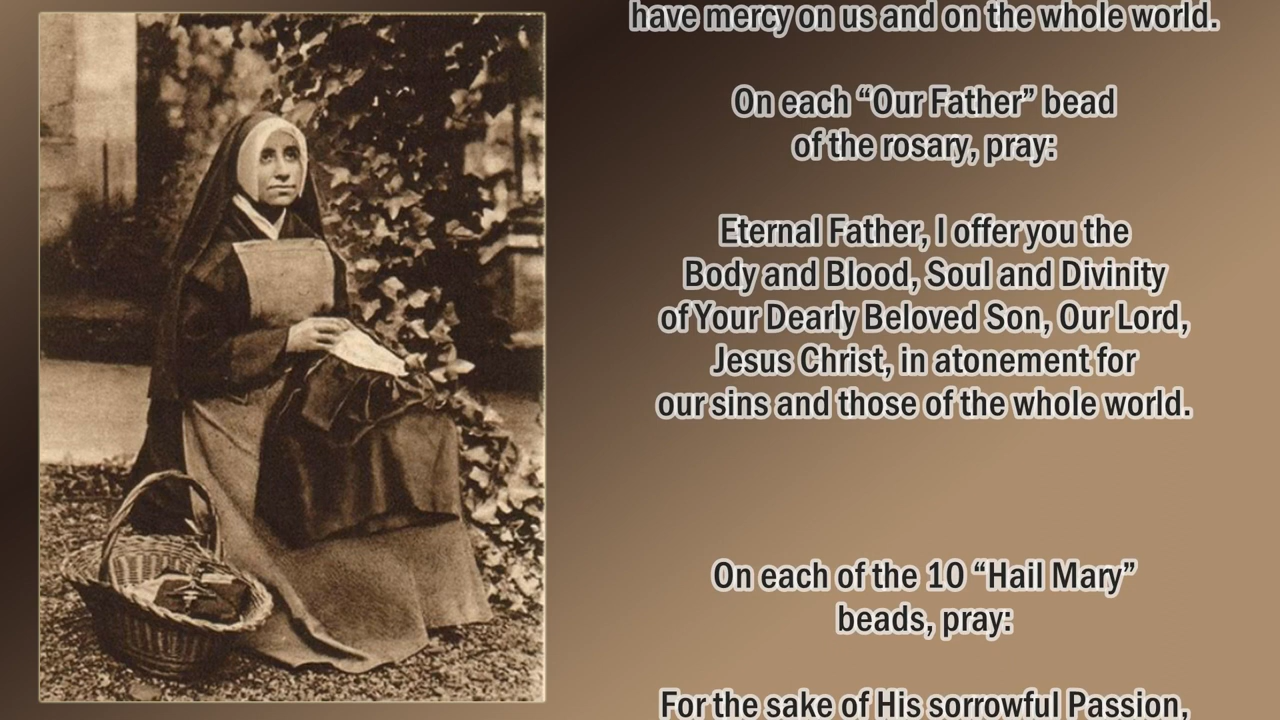 have mercy on us and on the whole world.
On each “Our Father” bead
of the rosary, pray:
Eternal Father, I offer you the
Body and Blood, Soul and Divinity
of Your Dearly Beloved Son, Our Lord,
Jesus Christ, in atonement for
our sins and those of the whole world.
On each of the 10 “Hail Mary”
beads, pray:
For the sake of His sorrowful Passion,